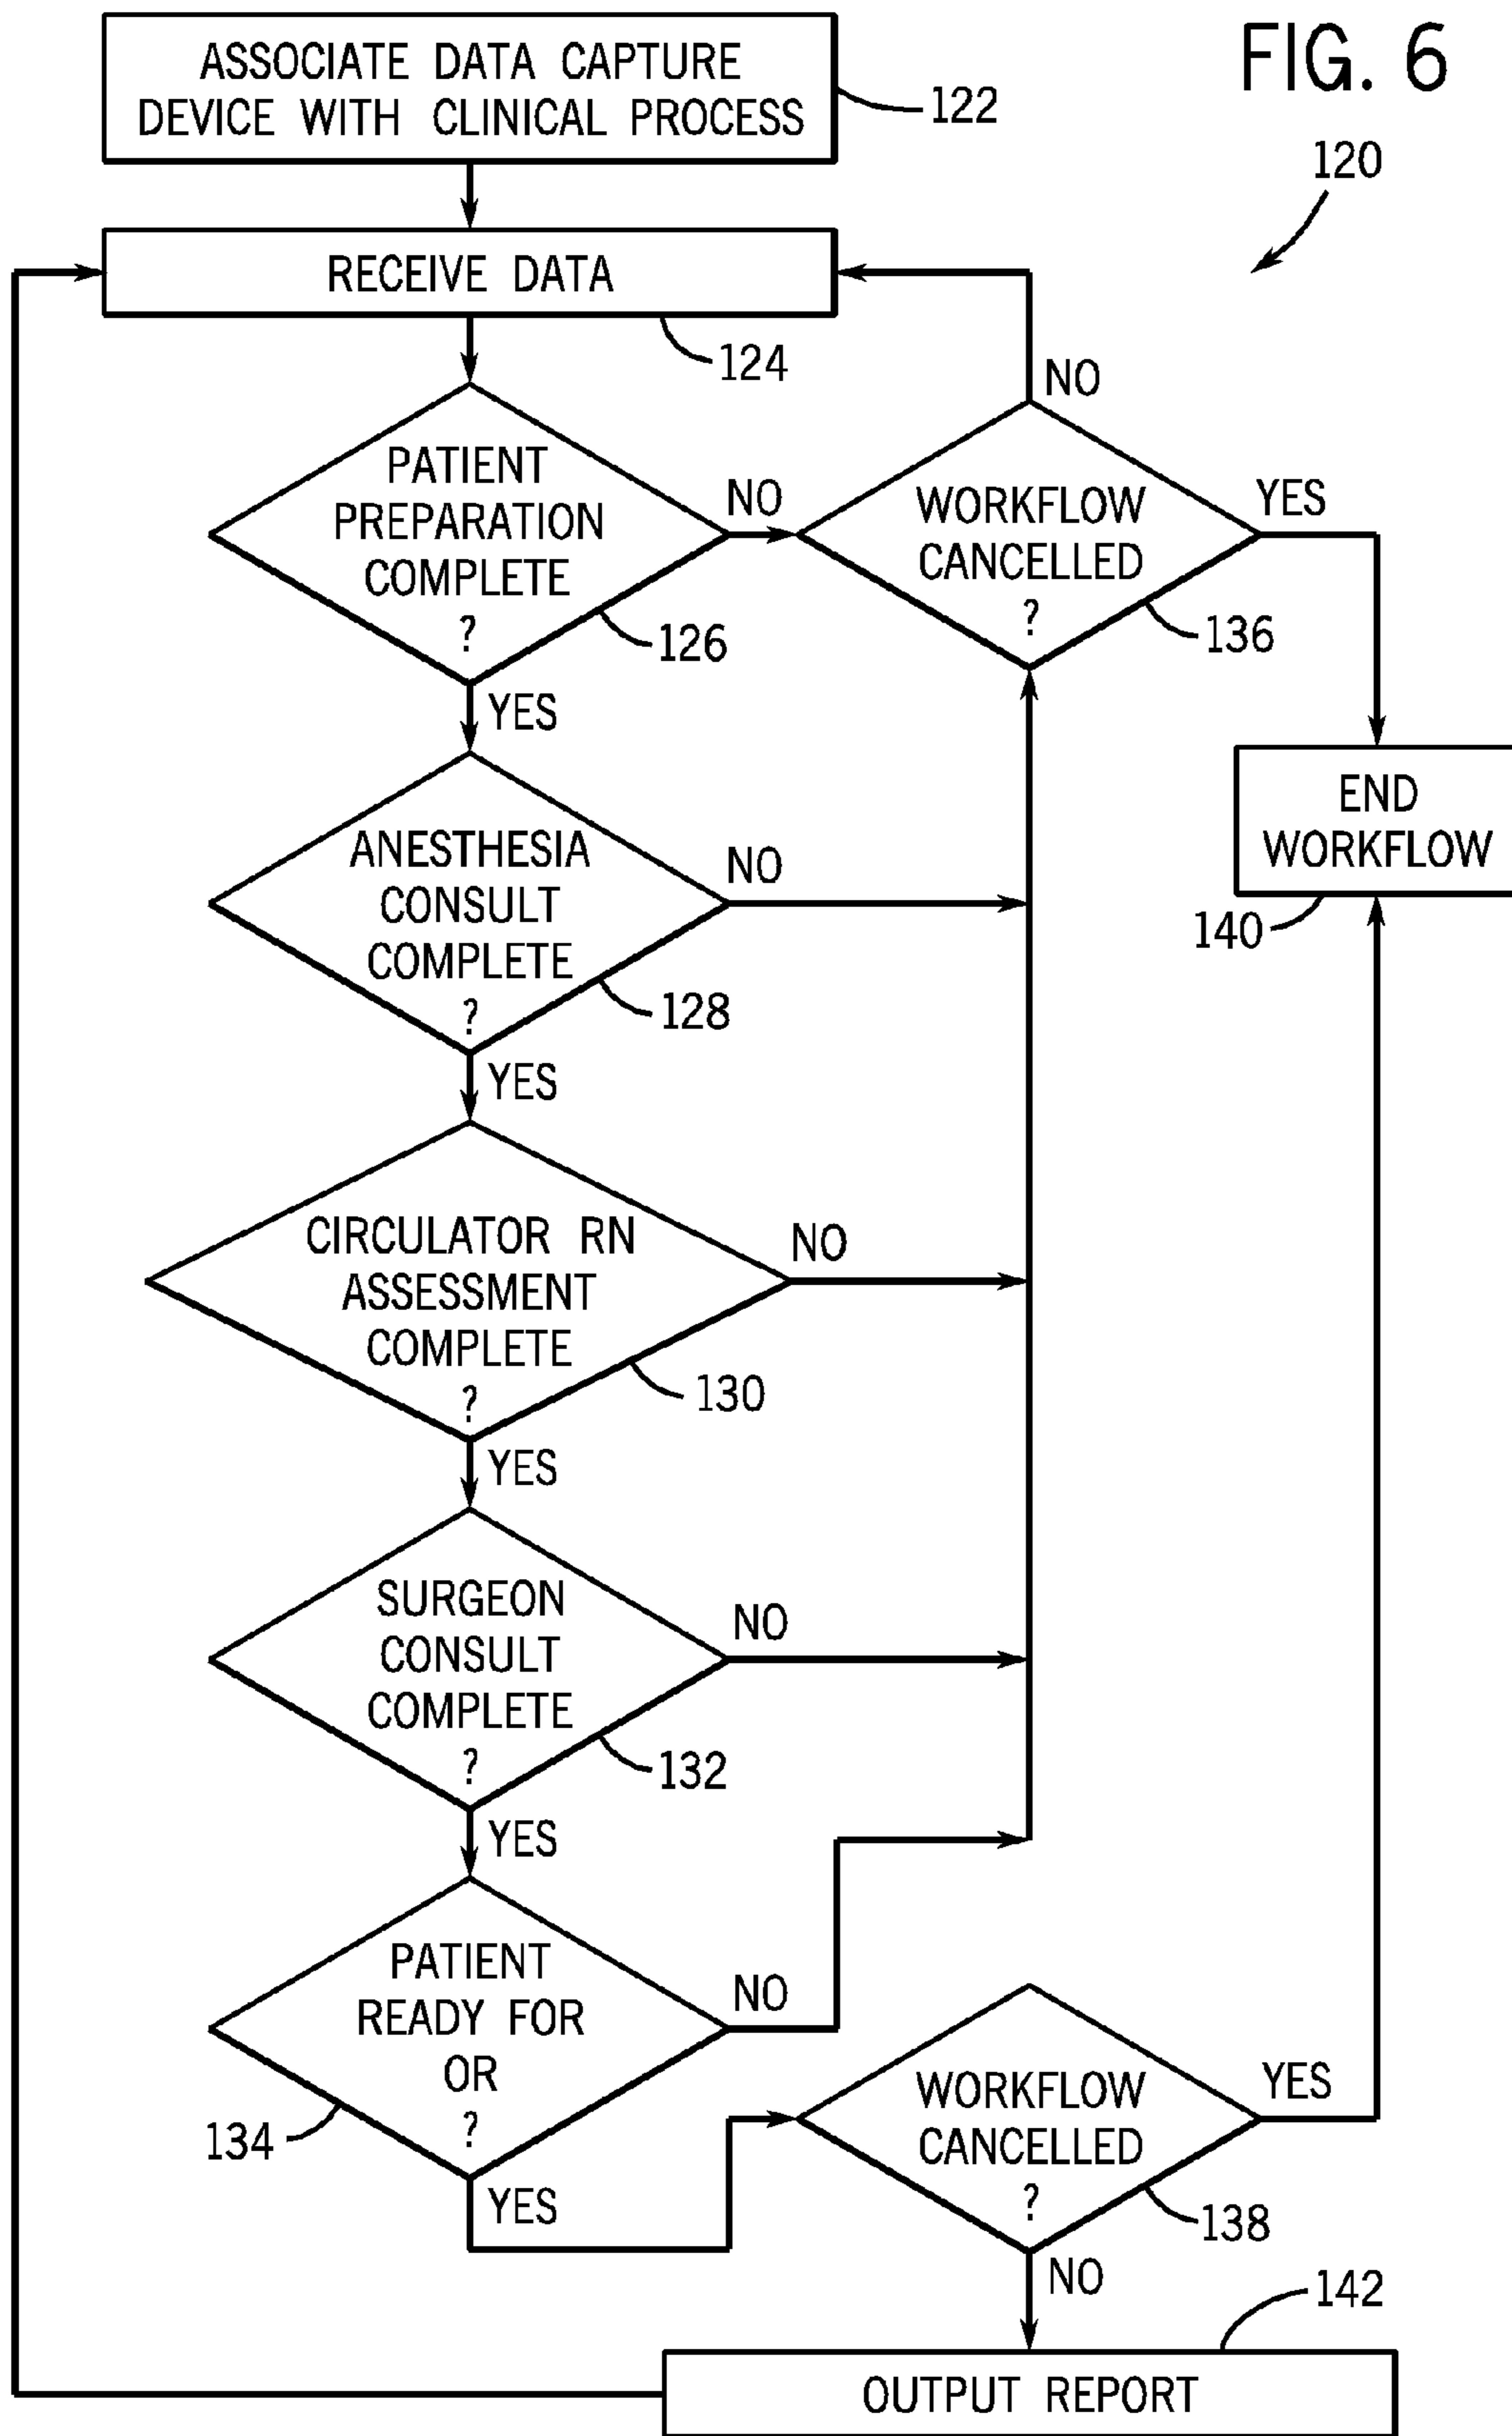 FIG. 6
ASSOCIATE DATA CAPTURE
DEVICE WITH CLINICAL PROCESS
122
120
RECEIVE DATA
124
PATIENT
PREPARATION
COMPLETE
?
126
NO
YES
WORKFLOW
CANCELLED
?
136
NO
YES
END
WORKFLOW
140
ANESTHESIA
CONSULT
COMPLETE
?
128
NO
YES
CIRCULATOR RN
ASSESSMENT
COMPLETE
?
130
NO
YES
SURGEON
CONSULT
COMPLETE
?
132
NO
YES
PATIENT
READY FOR
OR
?
134
NO
YES
WORKFLOW
CANCELLED
?
138
YES
NO
142
OUTPUT REPORT